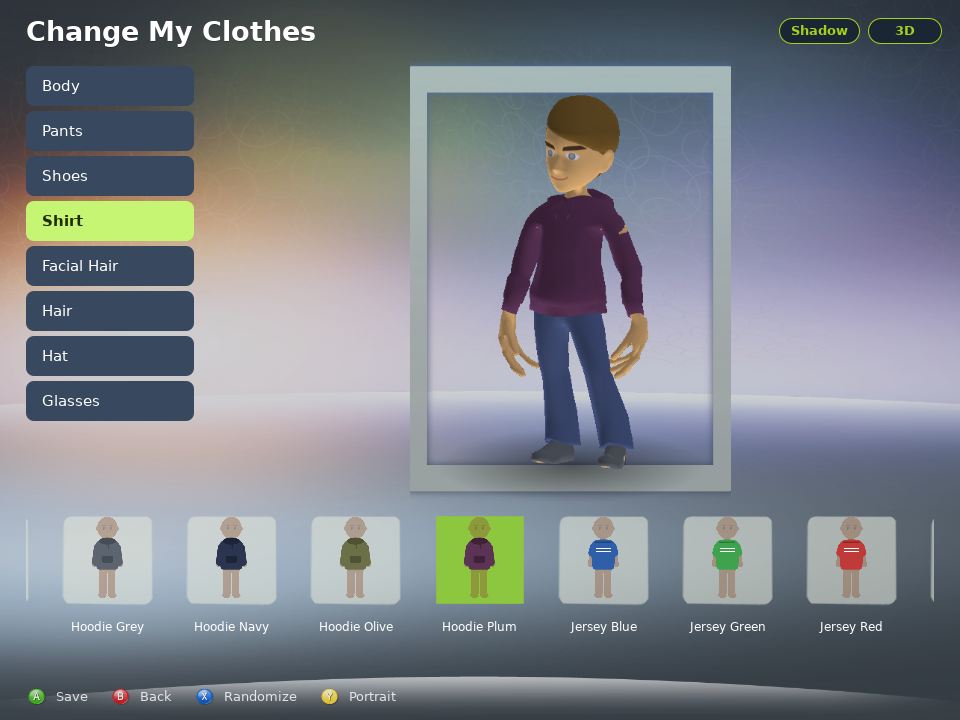 Change My Clothes
Shadow
3D
Body
Pants
Shoes
Shirt
Facial Hair
Hair
Hat
Glasses
Hoodie Grey
Hoodie Navy
Hoodie Olive
Hoodie Plum
Jersey Blue
Jersey Green
Jersey Red
A Save
B Back
X Randomize
Y Portrait